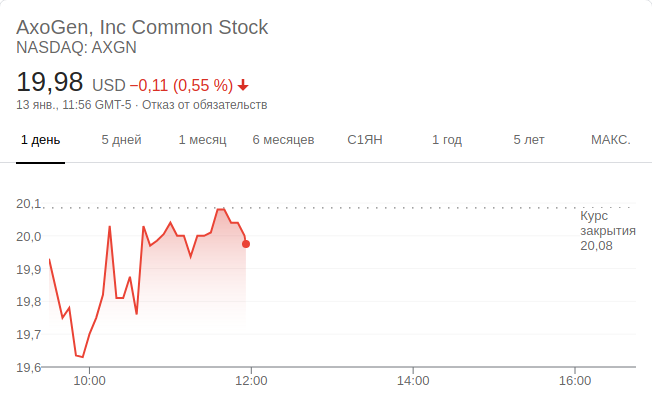 AxoGen, Inc Common Stock
NASDAQ: AXGN
19,98 USD −0,11 (0,55 %)
13 янв., 11:56 GMT-5 · Отказ от обязательств
1 день 5 дней 1 месяц 6 месяцев С1ЯН 1 год 5 лет МАКС.
20,1
20,0
19,9
19,8
19,7
19,6
Курс
закрытия
20,08
10:00 12:00 14:00 16:00